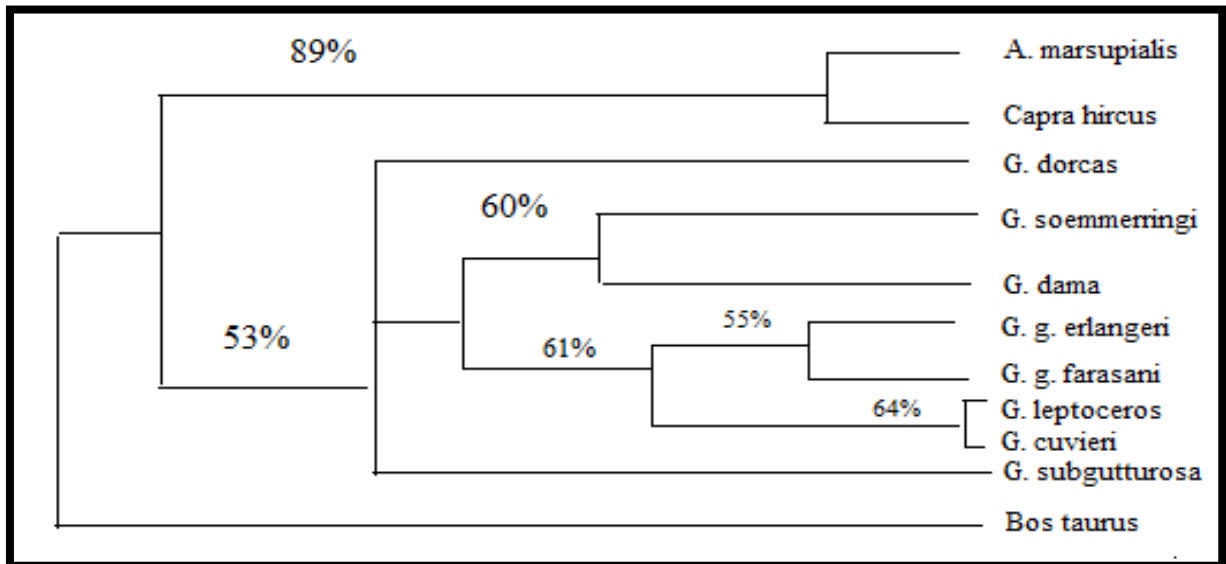 89%
A. marsupialis
Capra hircus
G. dorcas
60%
G. soemmerringi
G. dama
55%
G. g. erlangeri
53%
61%
G. g. farasani
64%
G. leptoceros
G. cuvieri
G. subgutturosa
Bos taurus